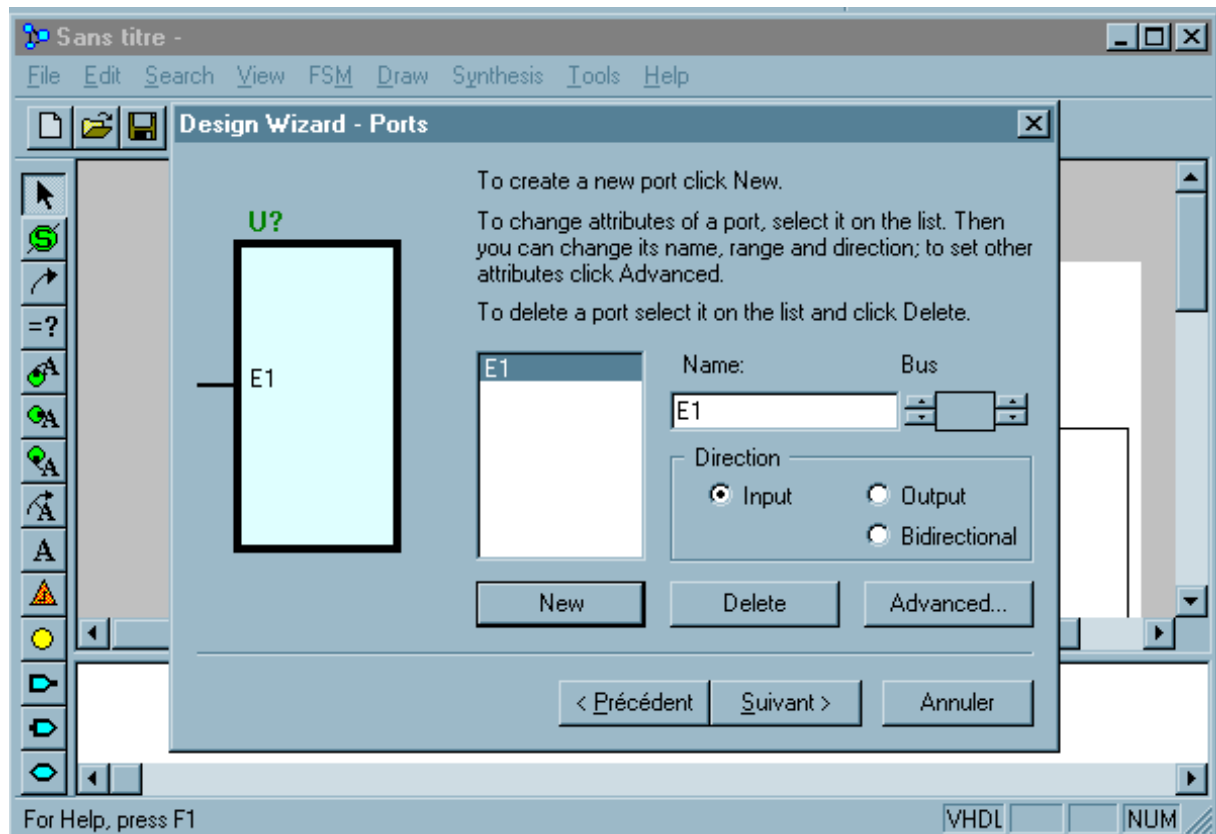 Sans titre -
File Edit Search View FSM Draw Synthesis Tools Help
Design Wizard - Ports
To create a new port click New.
To change attributes of a port, select it on the list. Then
you can change its name, range and direction; to set other
attributes click Advanced.
To delete a port select it on the list and click Delete.
U?
E1
E1
Name: Bus
E1
Direction
Input Output
Bidirectional
New Delete Advanced...
< Précédent Suivant > Annuler
S
=?
A
A
A
A
A
For Help, press F1 VHDL NUM